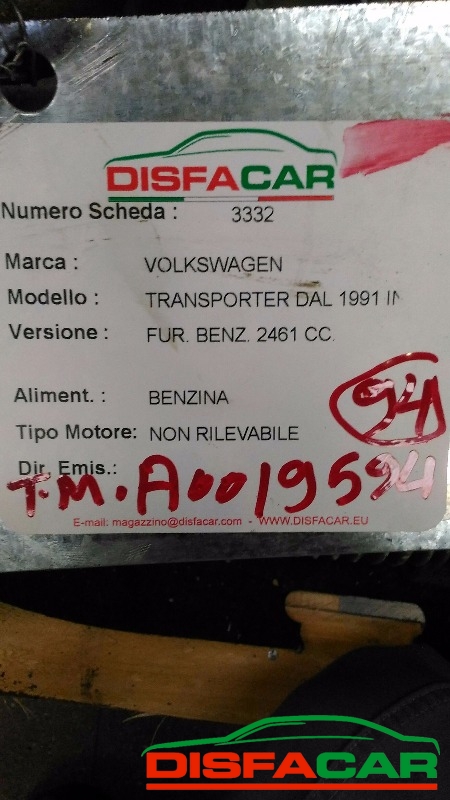 DISFACAR
Numero Scheda : 3332
Marca : VOLKSWAGEN
Modello : TRANSPORTER DAL 1991 IN
Versione : FUR. BENZ. 2461 CC.
94
Aliment. : BENZINA
Tipo Motore: NON RILEVABILE
Dir. Emis.:
T.M. A0019594
E-mail: magazzino@disfacar.com - WWW.DISFACAR.EU
DISFACAR